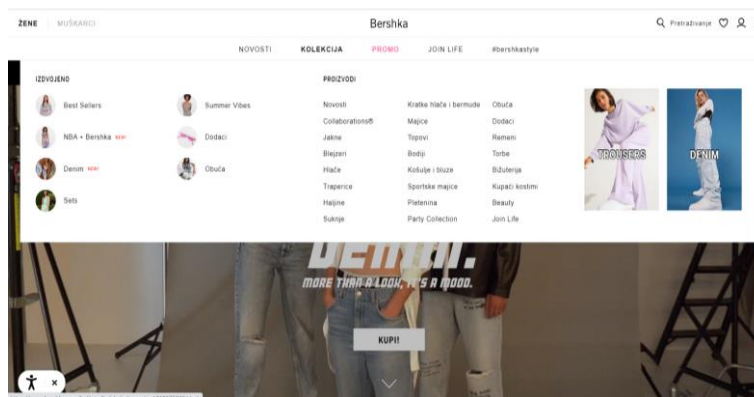 ŽENE MUŠKARCI
Bershka
Pretraživanje
NOVOSTI KOLEKCIJA PROMO JOIN LIFE #bershkastyle
IZDVOJENO
Best Sellers
NBA + Bershka NEW!
Denim NEW!
Sets
Summer Vibes
Dodaci
Obuća
PROIZVODI
Novosti
Collaborations®
Jakne
Blejzeri
Hlače
Traperice
Haljine
Suknje
Kratke hlače i bermude
Majice
Topovi
Bodiji
Košulje i bluze
Sportske majice
Pletenina
Party Collection
Obuća
Dodaci
Remeni
Torbe
Bižuterija
Kupaći kostimi
Beauty
Join Life
TROUSERS
DENIM
DENIM.
MORE THAN A LOOK, IT'S A MOOD.
KUPI!